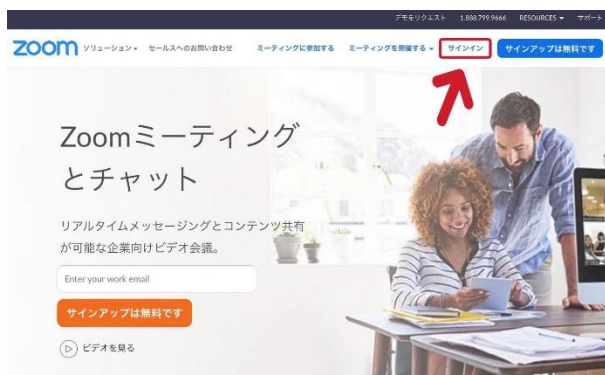 デモをリクエスト 1.888.799.9666 RESOURCES サポート
zoom ソリューション セールスへのお問い合わせ ミーティングに参加する ミーティングを開催する サインイン サインアップは無料です
Zoomミーティング
とチャット
リアルタイムメッセージングとコンテンツ共有
が可能な企業向けビデオ会議。
Enter your work email
サインアップは無料です
ビデオを見る